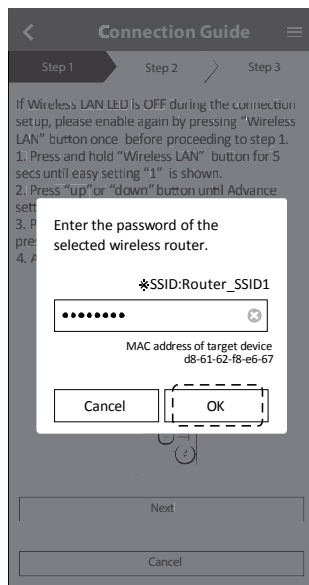 Connection Guide
Step 1
Step 2
Step 3
If Wireless LAN LED is OFF during the connection
setup, please enable again by pressing "Wireless
LAN" button once before proceeding to step 1.
1. Press and hold "Wireless LAN" button for 5
secs until easy setting "1" is shown.
2. Press "up" or "down" button until Advance
sett
3. P
pre
4. A
Enter the password of the
selected wireless router.
※SSID:Router_SSID1
••••••••
MAC address of target device
d8-61-62-f8-e6-67
Cancel
OK
Next
Cancel